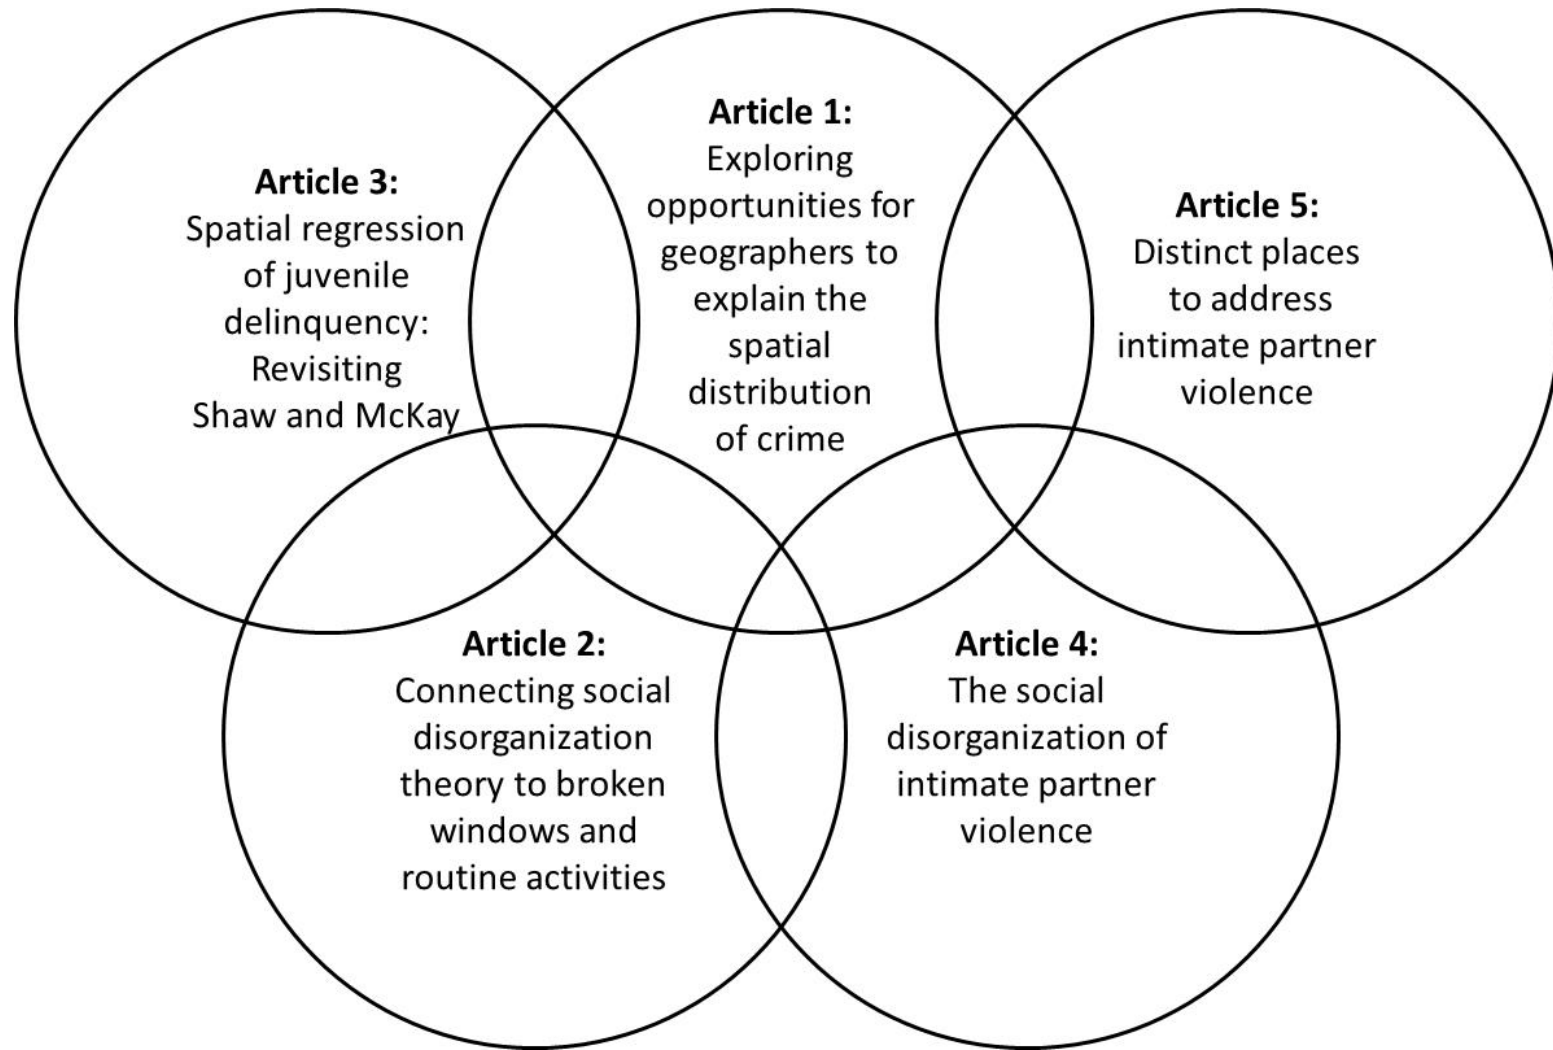 Article 3:
Spatial regression
of juvenile
delinquency:
Revisiting
Shaw and McKay
Article 1:
Exploring
opportunities for
geographers to
explain the
spatial
distribution
of crime
Article 5:
Distinct places
to address
intimate partner
violence
Article 2:
Connecting social
disorganization
theory to broken
windows and
routine activities
Article 4:
The social
disorganization of
intimate partner
violence